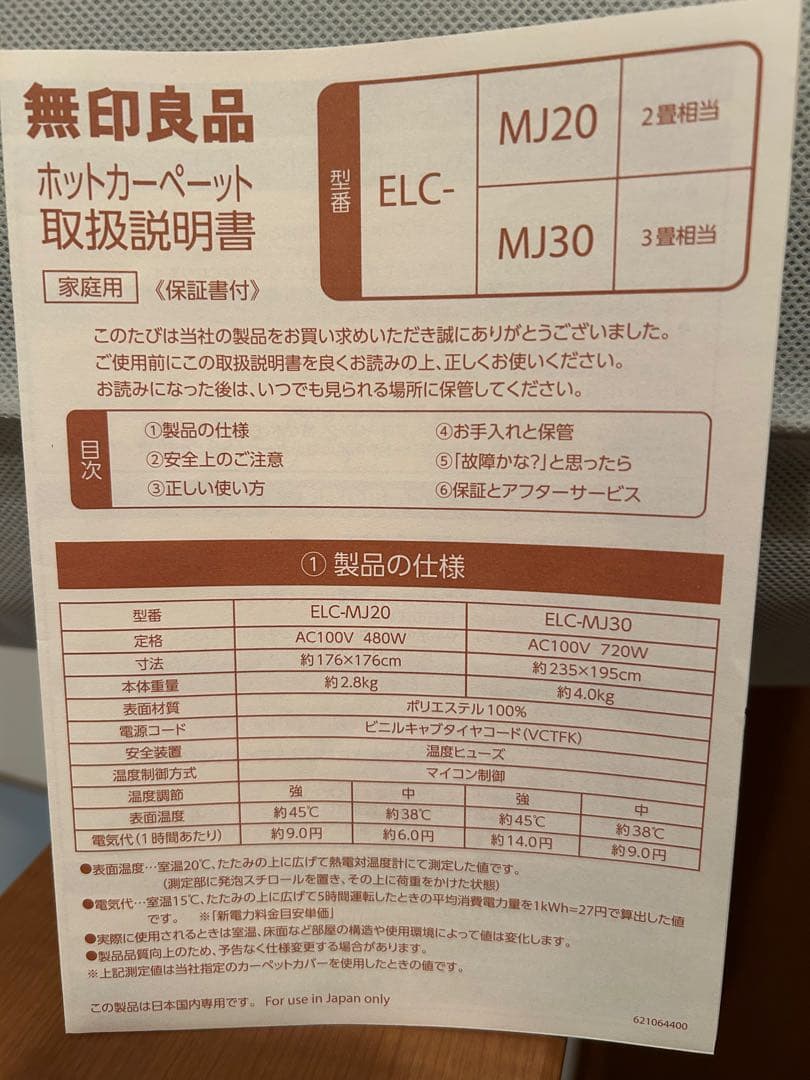 無印良品
ホットカーペット
取扱説明書
家庭用 《保証書付》
型番 ELC- MJ20 2畳相当
MJ30 3畳相当
このたびは当社の製品をお買い求めいただき誠にありがとうございました。
ご使用前にこの取扱説明書を良くお読みの上、正しくお使いください。
お読みになった後は、いつでも見られる場所に保管してください。
目次
①製品の仕様 ④お手入れと保管
②安全上のご注意 ⑤「故障かな?」と思ったら
③正しい使い方 ⑥保証とアフターサービス
① 製品の仕様
型番 ELC-MJ20 ELC-MJ30
定格 AC100V 480W AC100V 720W
寸法 約176×176cm 約235×195cm
本体重量 約2.8kg 約4.0kg
表面材質 ポリエステル100%
電源コード ビニルキャブタイヤコード(VCTFK)
安全装置 温度ヒューズ
温度制御方式 マイコン制御
温度調節 強 中 強 中
表面温度 約45℃ 約38℃ 約45℃ 約38℃
電気代(1時間あたり) 約9.0円 約6.0円 約14.0円 約9.0円
●表面温度…室温20℃、たたみの上に広げて熱電対温度計にて測定した値です。
(測定部に発泡スチロールを置き、その上に荷重をかけた状態)
●電気代…室温15℃、たたみの上に広げて5時間運転したときの平均消費電力量を1kWh=27円で算出した値
です。 ※「新電力料金目安単価」
●実際に使用されるときは室温、床面など部屋の構造や使用環境によって値は変化します。
●製品品質向上のため、予告なく仕様変更する場合があります。
※上記測定値は当社指定のカーペットカバーを使用したときの値です。
この製品は日本国内専用です。 For use in Japan only
621064400